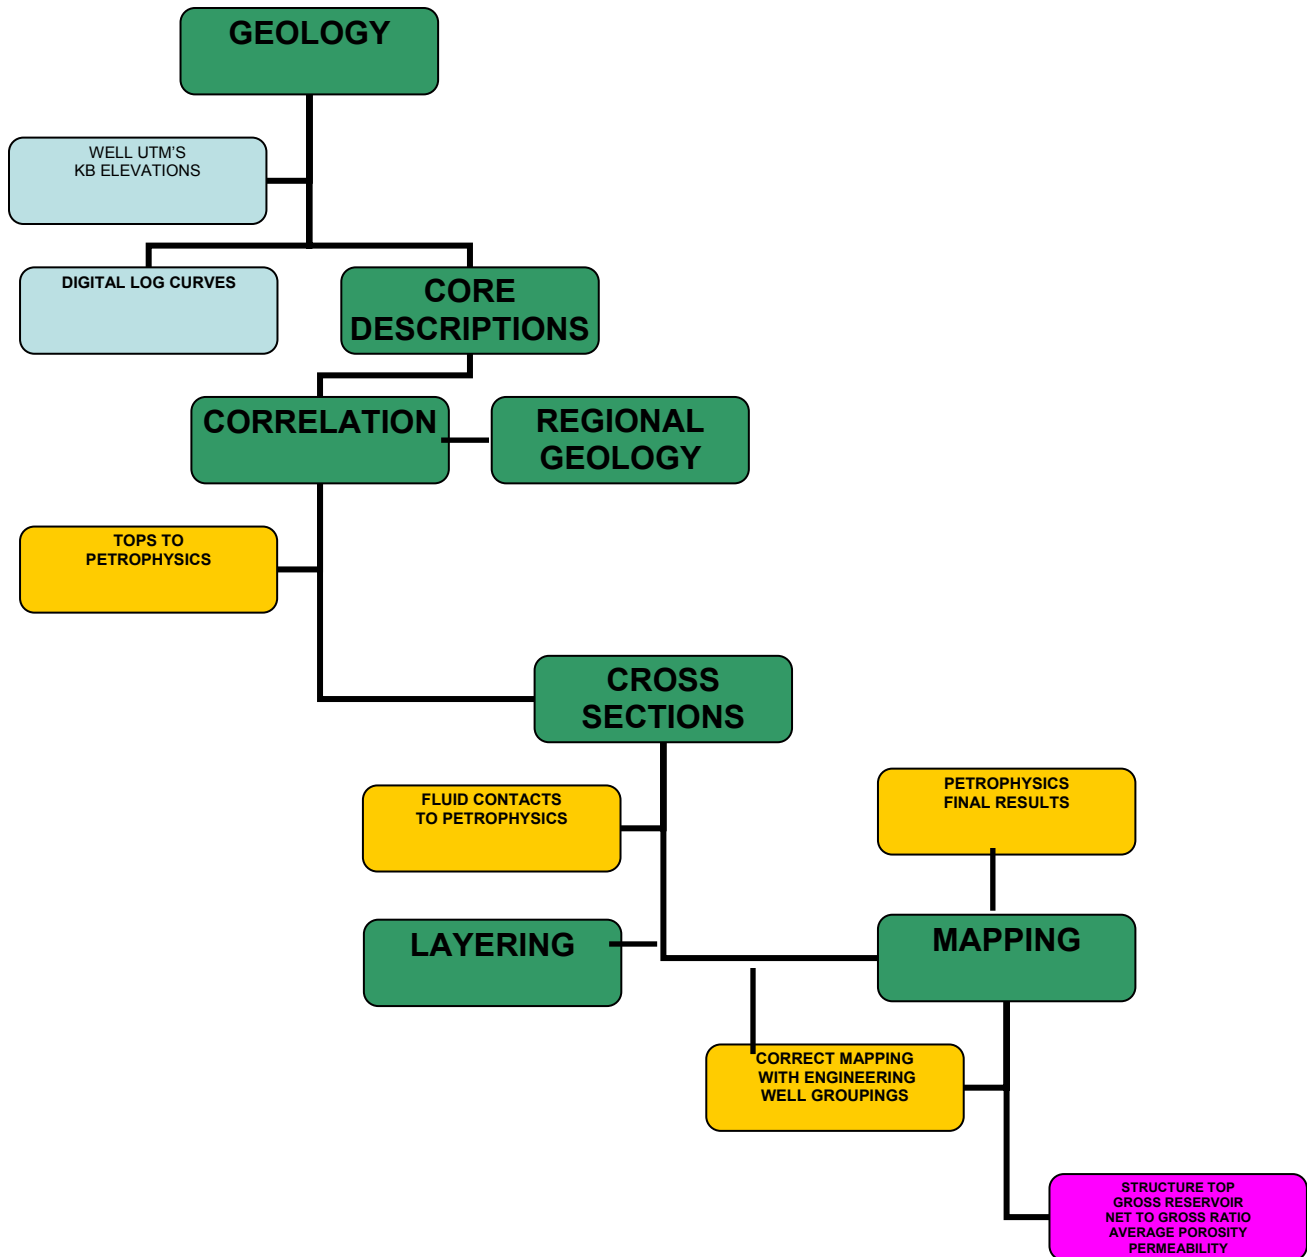 GEOLOGY
WELL UTM'S
KB ELEVATIONS
DIGITAL LOG CURVES
CORE
DESCRIPTIONS
CORRELATION
REGIONAL
GEOLOGY
TOPS TO
PETROPHYSICS
CROSS
SECTIONS
FLUID CONTACTS
TO PETROPHYSICS
PETROPHYSICS
FINAL RESULTS
LAYERING
MAPPING
CORRECT MAPPING
WITH ENGINEERING
WELL GROUPINGS
STRUCTURE TOP
GROSS RESERVOIR
NET TO GROSS RATIO
AVERAGE POROSITY
PERMEABILITY